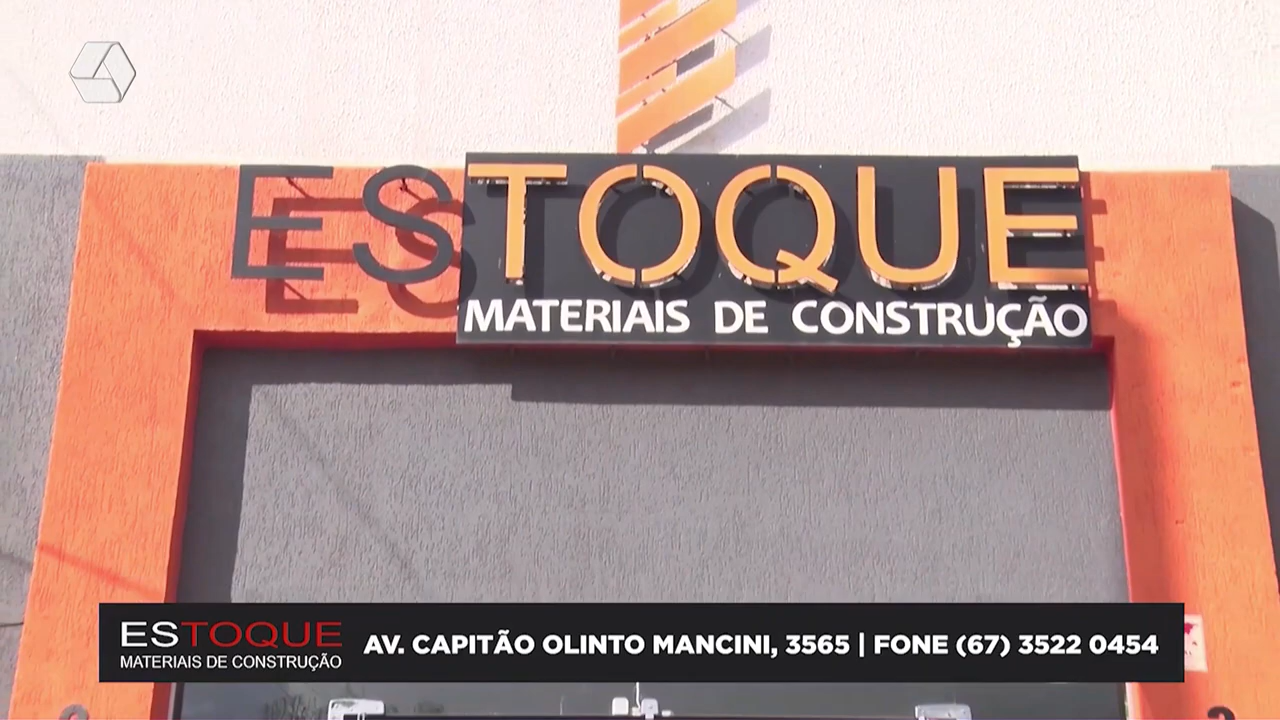 ESTOQUE
MATERIAIS DE CONSTRUÇÃO
ESTOQUE
MATERIAIS DE CONSTRUÇÃO
AV. CAPITÃO OLINTO MANCINI, 3565 | FONE (67) 3522 0454